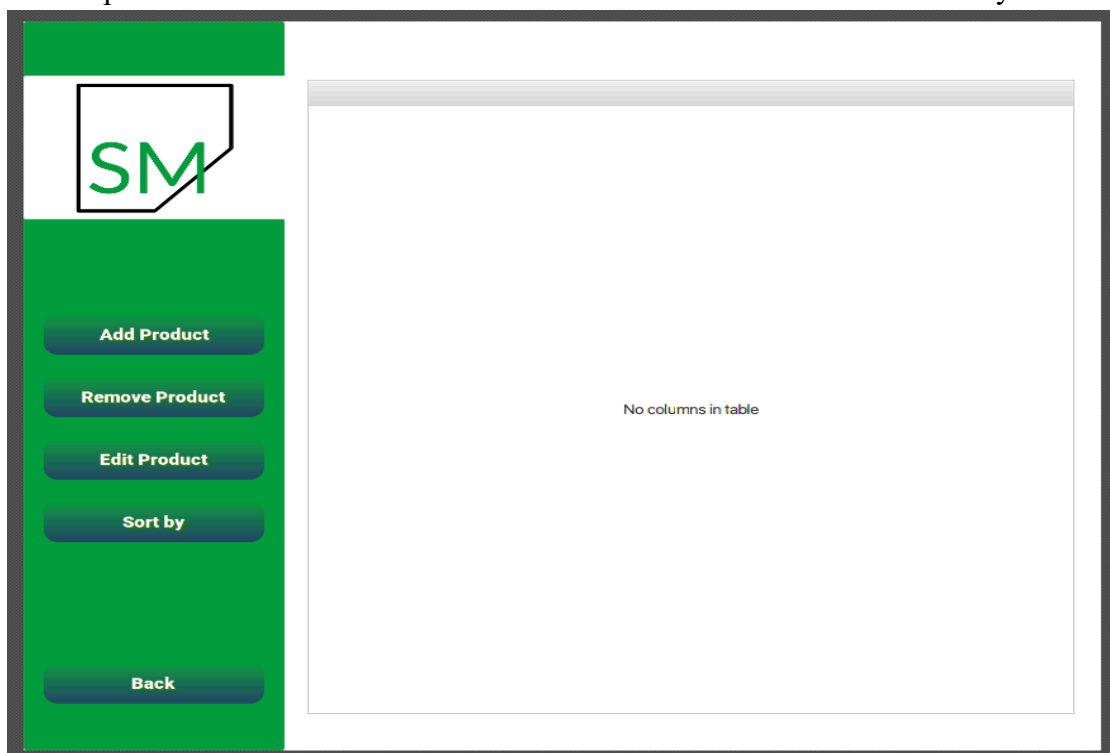 SM
Add Product
Remove Product
Edit Product
Sort by
Back
No columns in table